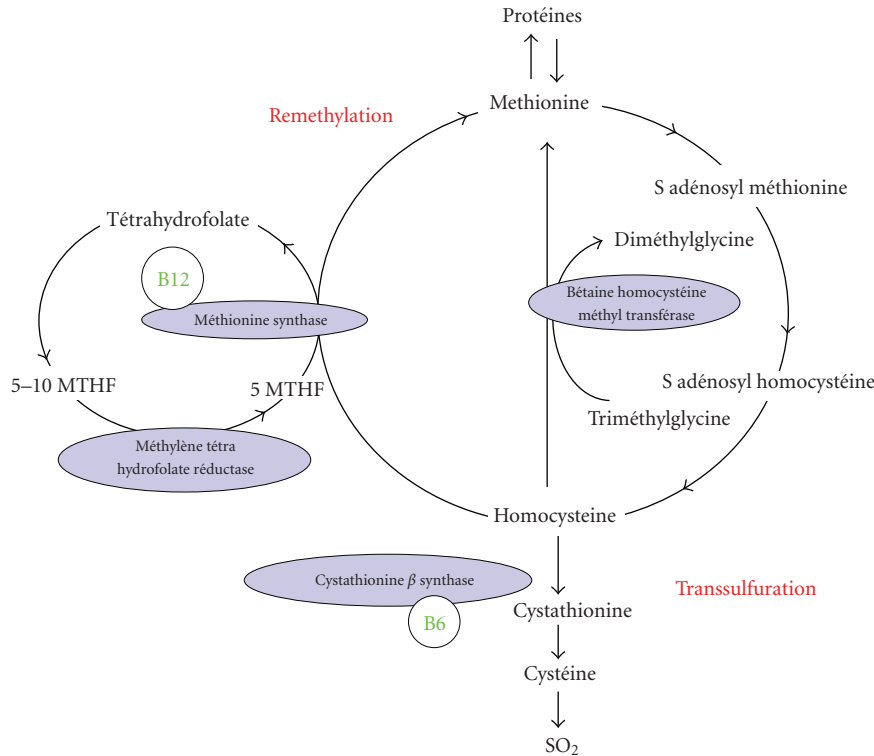 Protéines
Remethylation
Methionine
S adénosyl méthionine
Tétrahydrofolate
Diméthylglycine
B12
Bétaine homocystéine
méthyl transférase
Méthionine synthase
5–10 MTHF
5 MTHF
S adénosyl homocystéine
Triméthylglycine
Méthylène tétra
hydrofolate réductase
Homocysteine
Cystathionine β synthase
Transsulfuration
B6
Cystathionine
Cystéine
SO₂